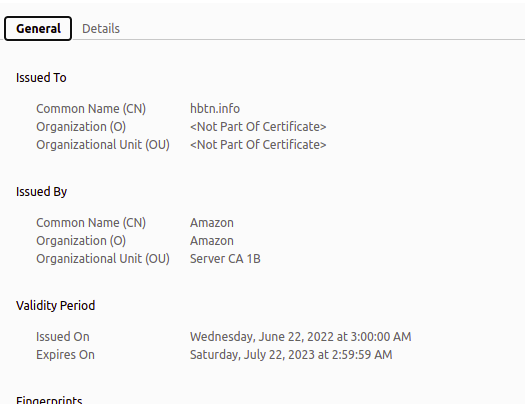 General Details
Issued To
Common Name (CN) hbtn.info
Organization (O) <Not Part Of Certificate>
Organizational Unit (OU) <Not Part Of Certificate>
Issued By
Common Name (CN) Amazon
Organization (O) Amazon
Organizational Unit (OU) Server CA 1B
Validity Period
Issued On Wednesday, June 22, 2022 at 3:00:00 AM
Expires On Saturday, July 22, 2023 at 2:59:59 AM
Fingerprints